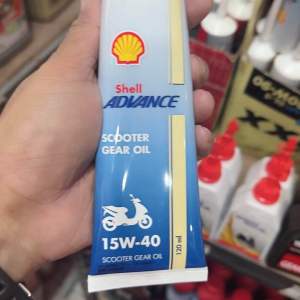 Shell
ADVANCE
SCOOTER
GEAR OIL
15W-40
SCOOTER GEAR OIL
120 ml